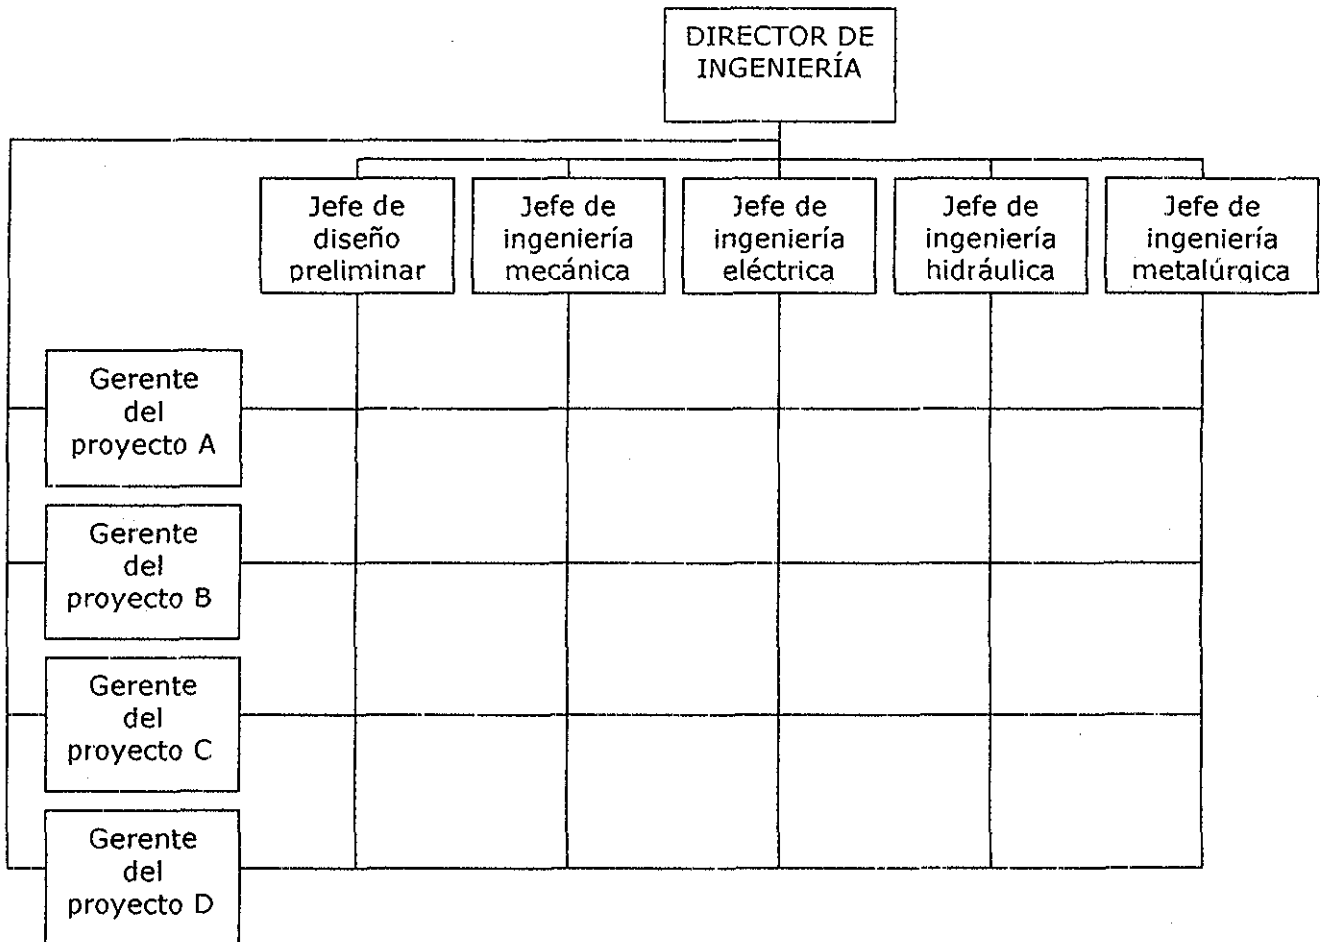 DIRECTOR DE
INGENIERÍA
Jefe de
diseño
preliminar
Jefe de
ingeniería
mecánica
Jefe de
ingeniería
eléctrica
Jefe de
ingeniería
hidráulica
Jefe de
ingeniería
metalúrgica
Gerente
del
proyecto A
Gerente
del
proyecto B
Gerente
del
proyecto C
Gerente
del
proyecto D